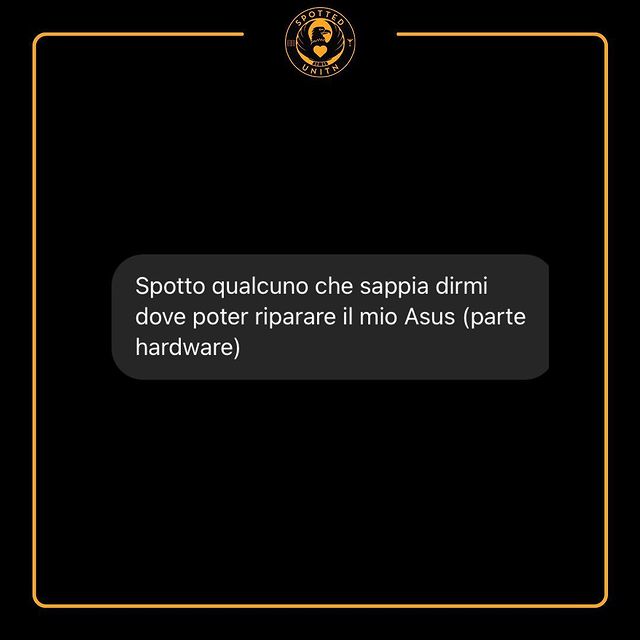 SPOTTED
UNITN
Spotto qualcuno che sappia dirmi
dove poter riparare il mio Asus (parte
hardware)